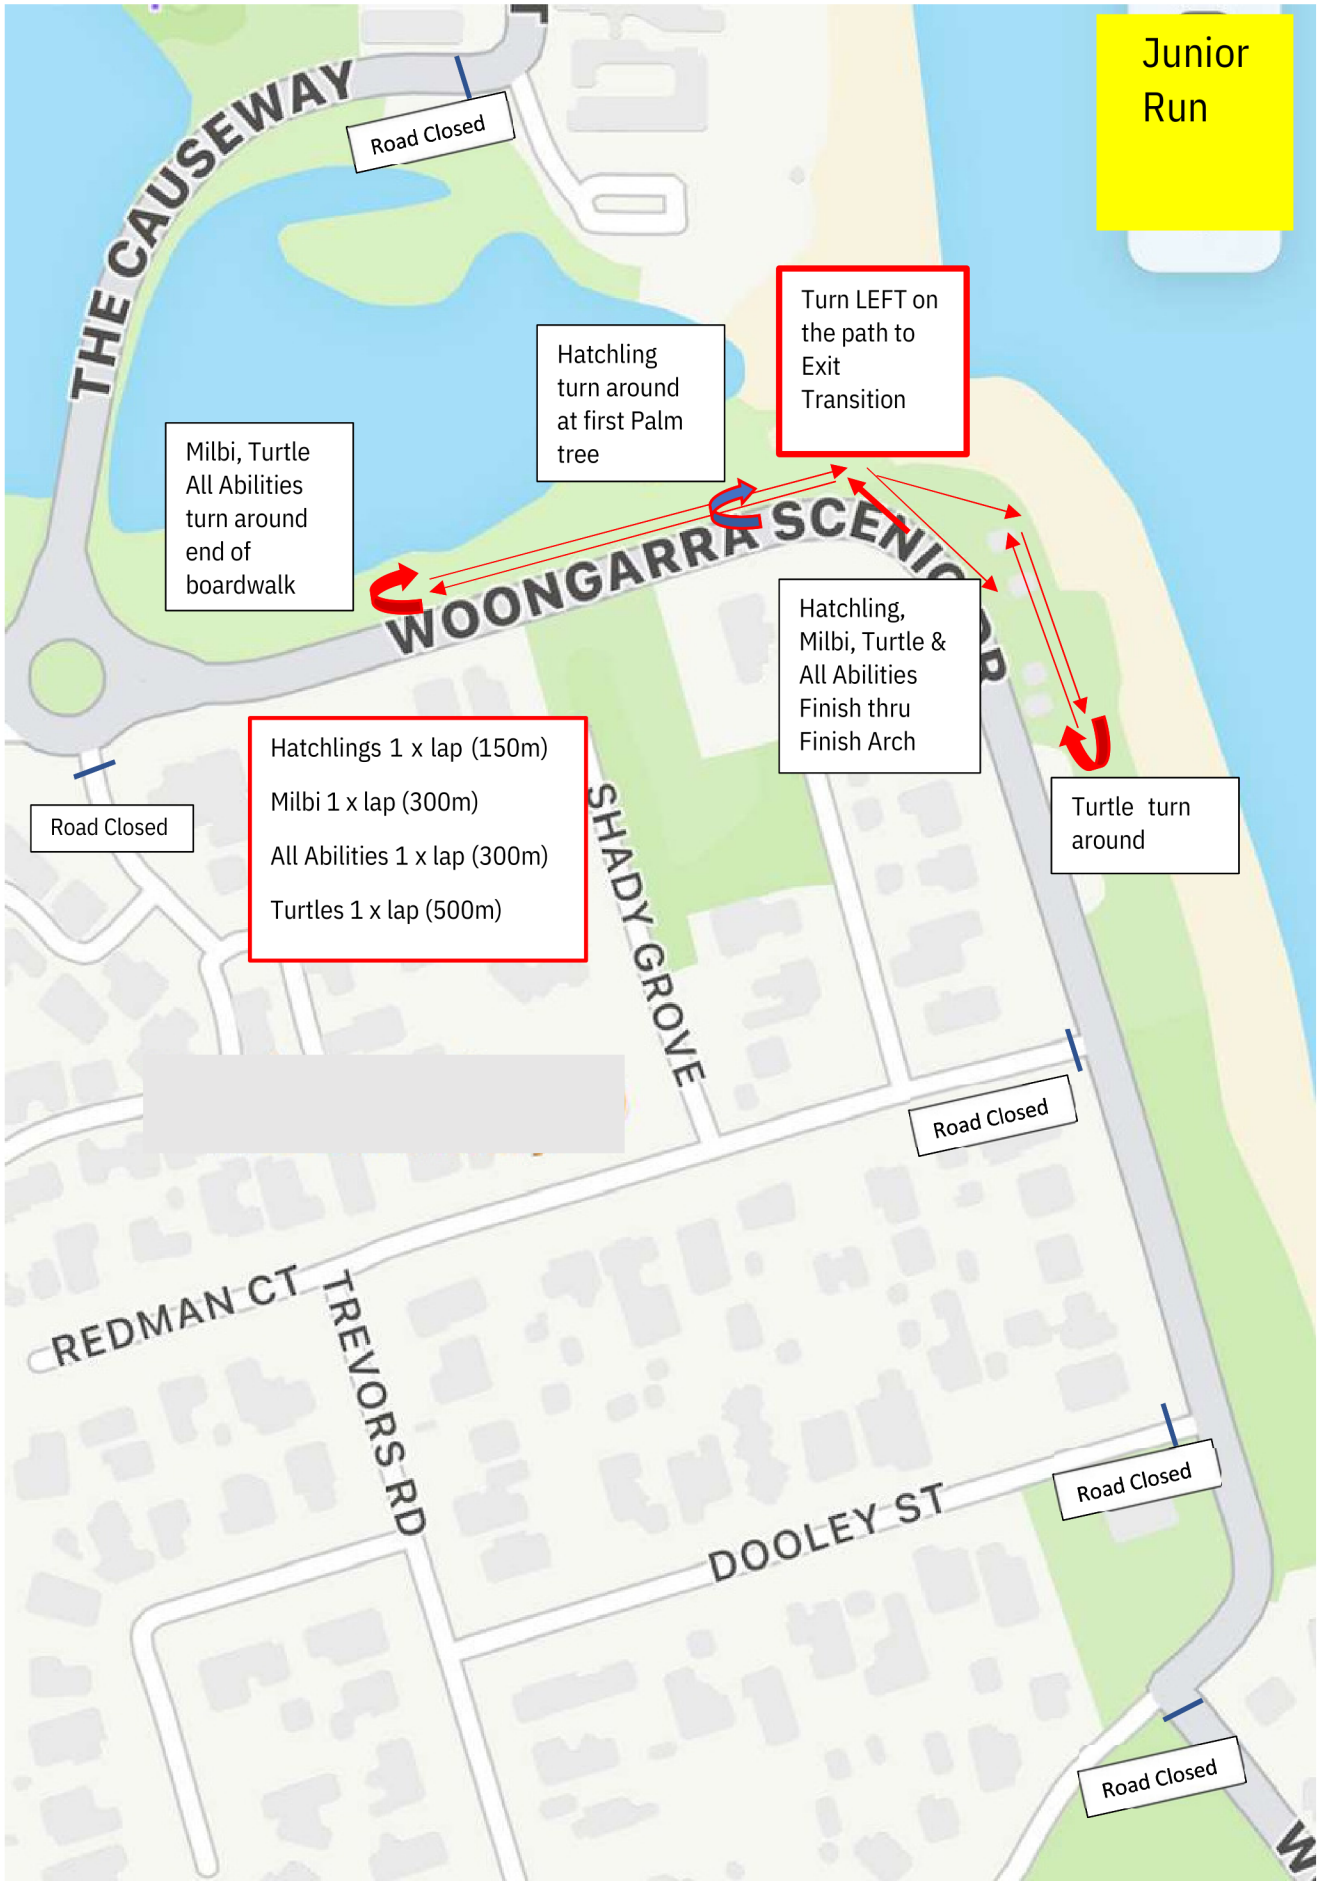 Junior
Run
THE CAUSEWAY
Road Closed
Turn LEFT on
the path to
Exit
Transition
Hatchling
turn around
at first Palm
tree
Milbi, Turtle
All Abilities
turn around
end of
boardwalk
WOONGARRA SCENIC DR
Hatchling,
Milbi, Turtle &
All Abilities
Finish thru
Finish Arch
Hatchlings 1 x lap (150m)
Milbi 1 x lap (300m)
All Abilities 1 x lap (300m)
Turtles 1 x lap (500m)
Road Closed
Turtle turn
around
SHADY GROVE
Road Closed
REDMAN CT
TREVORS RD
Road Closed
DOOLEY ST
Road Closed
W